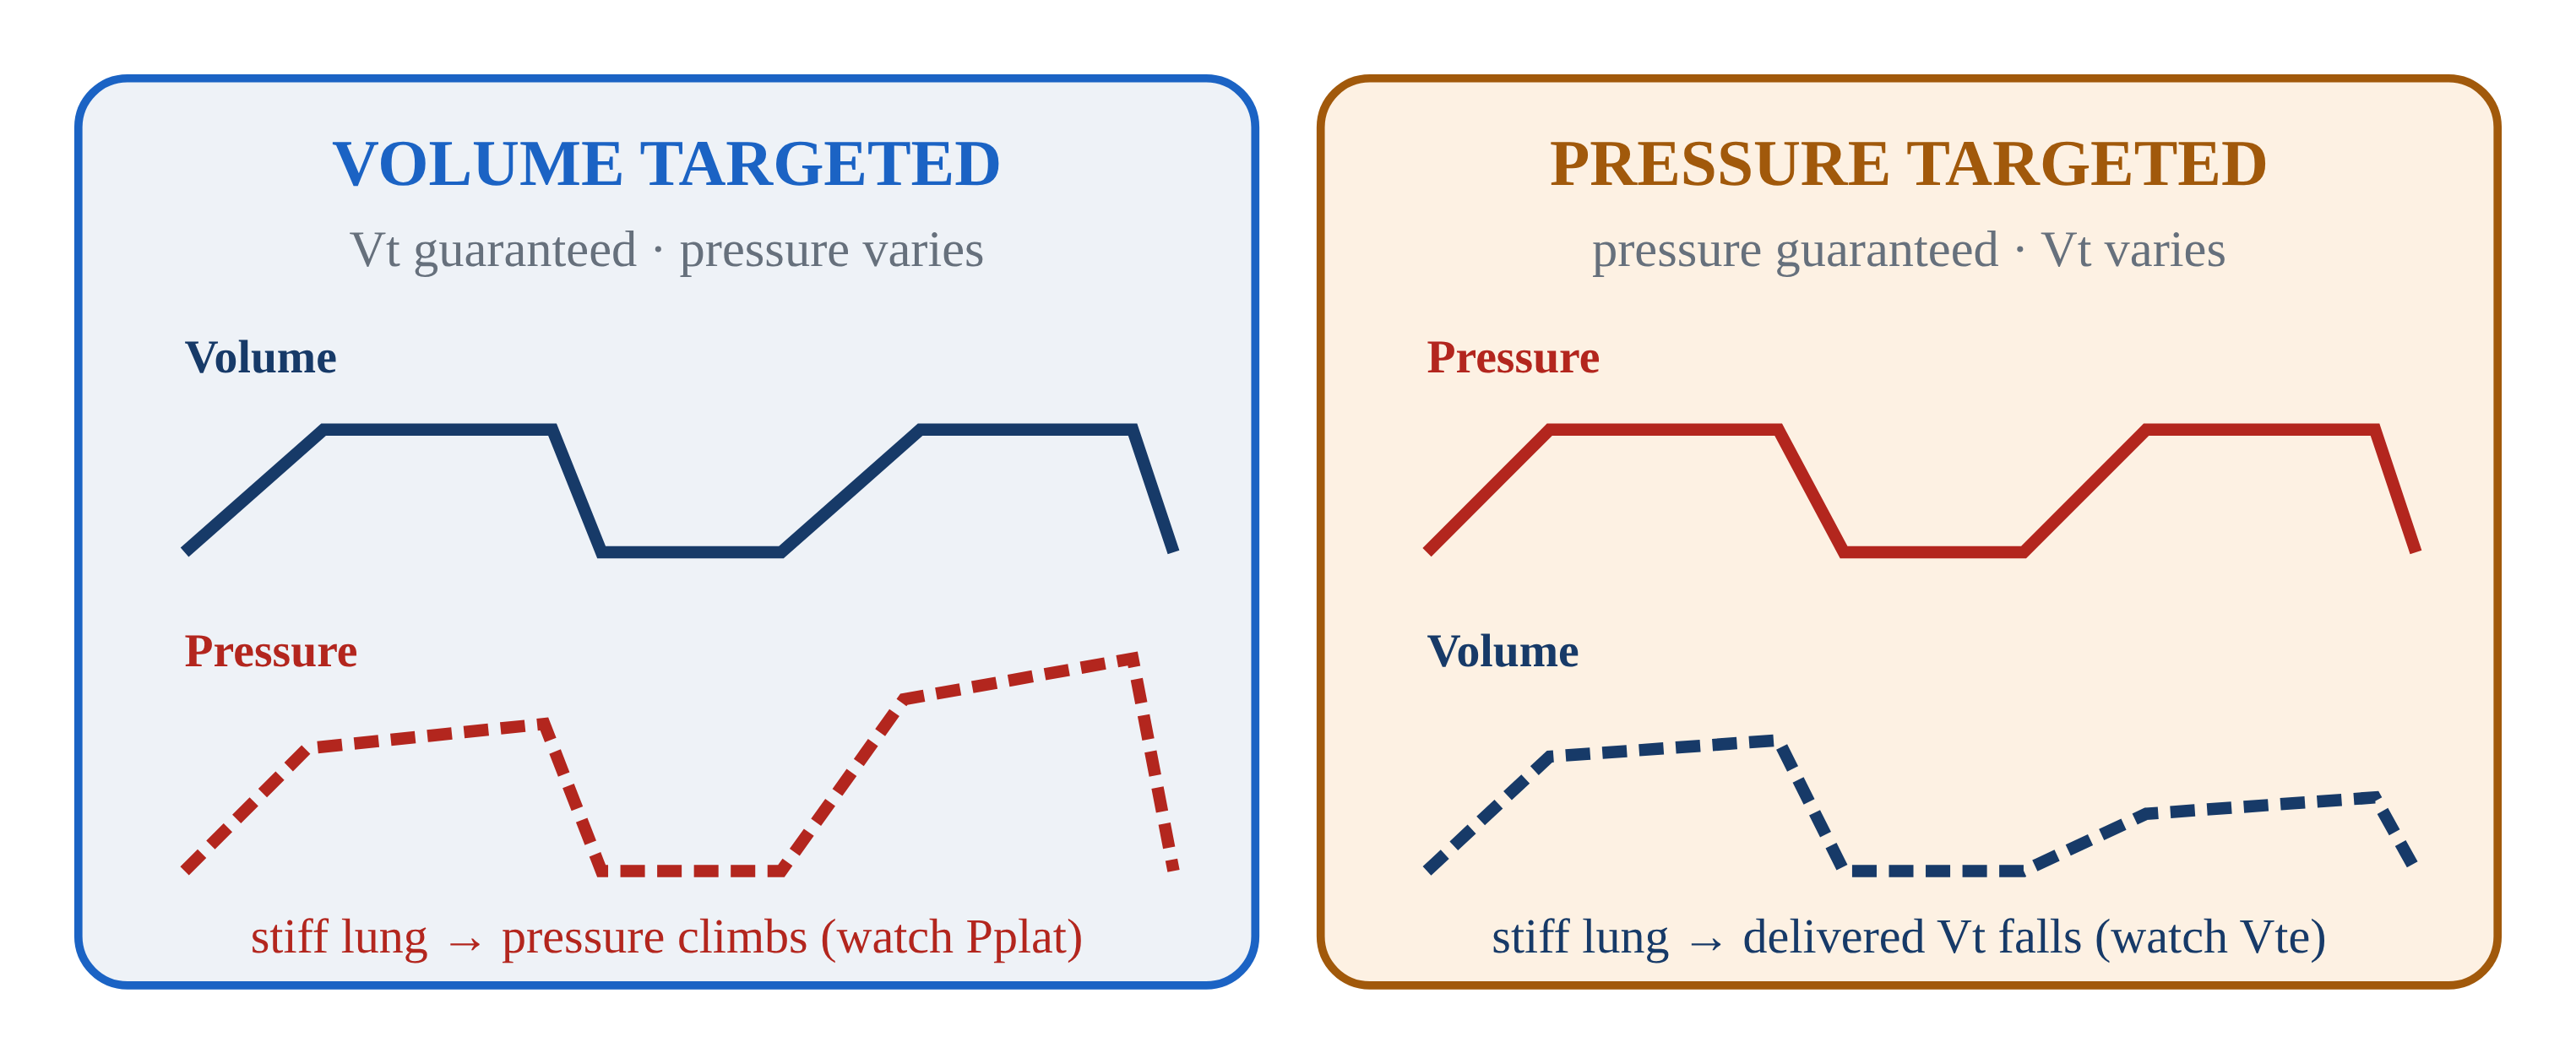 VOLUME TARGETED
Vt guaranteed · pressure varies
Volume
Pressure
stiff lung → pressure climbs (watch Pplat)
PRESSURE TARGETED
pressure guaranteed · Vt varies
Pressure
Volume
stiff lung → delivered Vt falls (watch Vte)